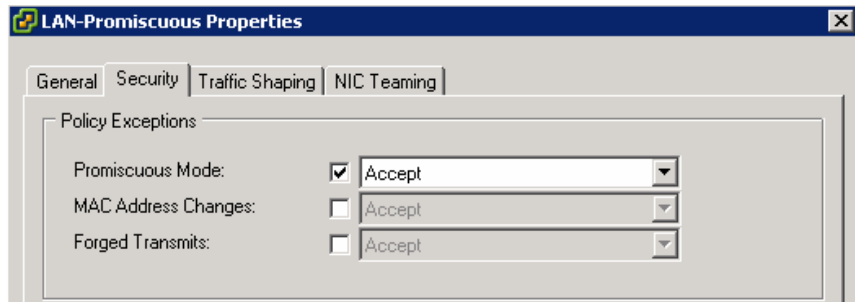 LAN-Promiscuous Properties
General Security Traffic Shaping NIC Teaming
Policy Exceptions
Promiscuous Mode: Accept
MAC Address Changes: Accept
Forged Transmits: Accept